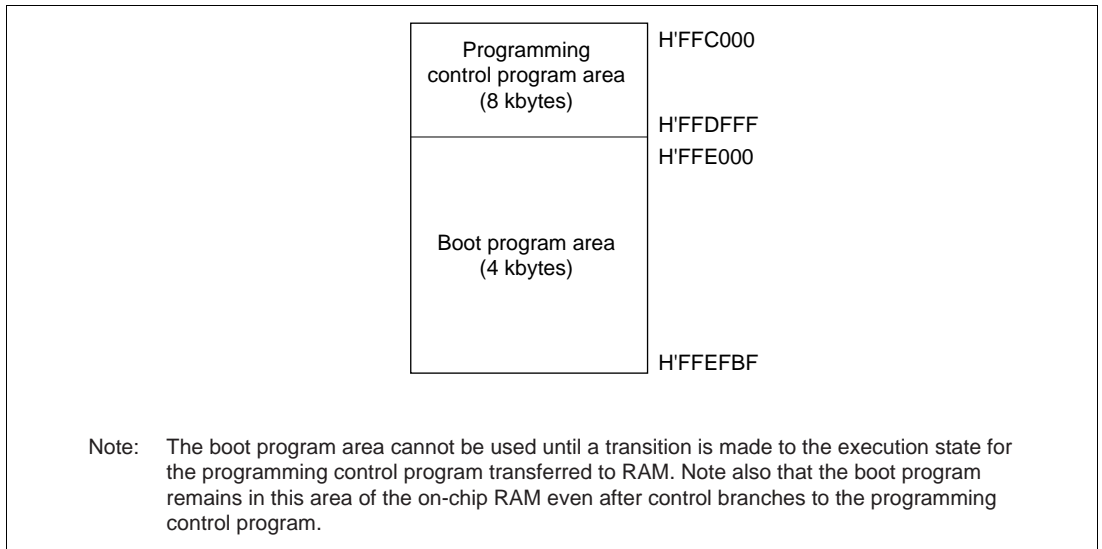 Programming
control program area
(8 kbytes)
H'FFC000
H'FFDFFF
H'FFE000
Boot program area
(4 kbytes)
H'FFEFBF
Note: The boot program area cannot be used until a transition is made to the execution state for
the programming control program transferred to RAM. Note also that the boot program
remains in this area of the on-chip RAM even after control branches to the programming
control program.